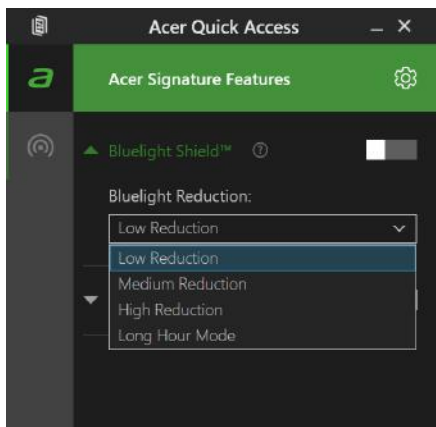 Acer Quick Access
Acer Signature Features
Bluelight Shield™
Bluelight Reduction:
Low Reduction
Low Reduction
Medium Reduction
High Reduction
Long Hour Mode